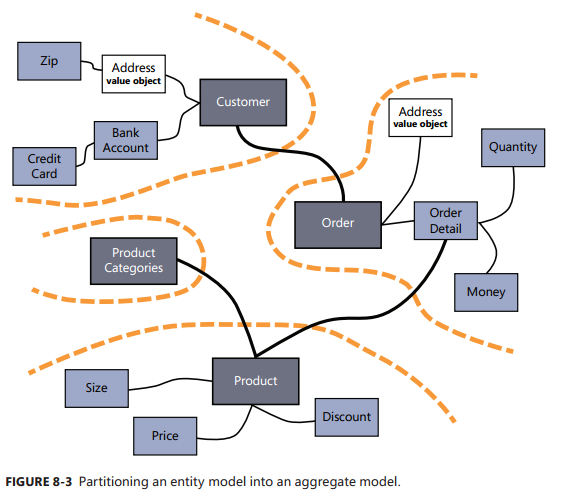 Zip
Address
value object
Customer
Bank
Account
Credit
Card
Address
value object
Quantity
Order
Order
Detail
Money
Product
Categories
Product
Size
Price
Discount
FIGURE 8-3 Partitioning an entity model into an aggregate model.